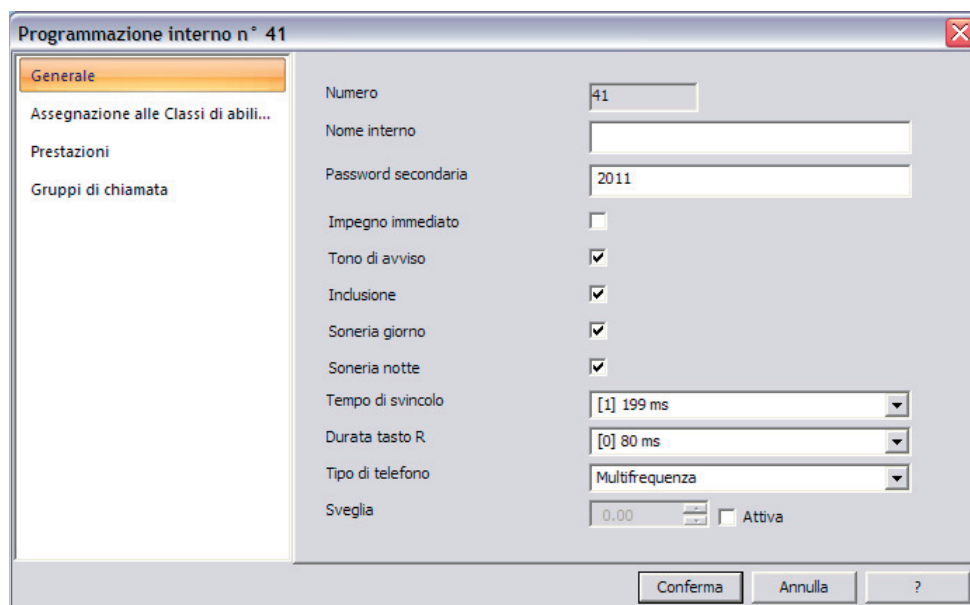 Programmazione interno n° 41
Generale
Assegnazione alle Classi di abili...
Prestazioni
Gruppi di chiamata
Numero 41
Nome interno
Password secondaria 2011
Impegno immediato
Tono di avviso
Inclusione
Soneria giorno
Soneria notte
Tempo di svincolo [1] 199 ms
Durata tasto R [0] 80 ms
Tipo di telefono Multifrequenza
Sveglia 0.00 Attiva
Conferma Annulla ?